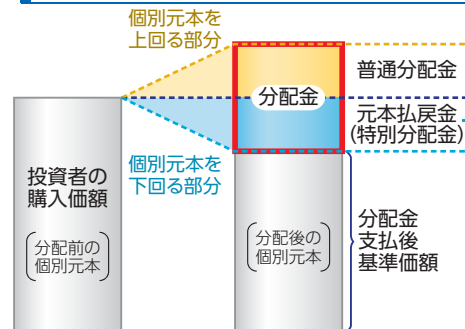 個別元本を
上回る部分
普通分配金
分配金
元本払戻金
(特別分配金)
個別元本を
下回る部分
投資者の
購入価額
(分配前の
個別元本)
(分配後の
個別元本)
分配金
支払後
基準価額